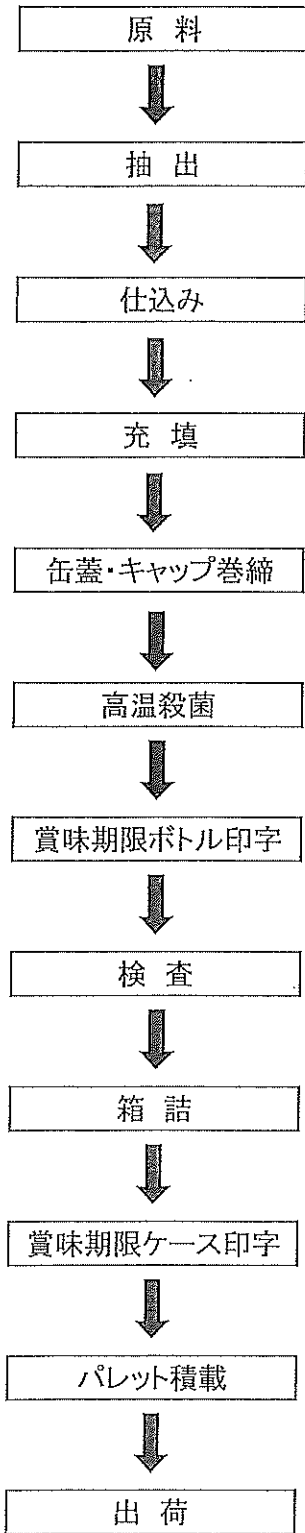 原料
抽出
仕込み
充填
缶蓋・キャップ巻締
高温殺菌
賞味期限ボトル印字
検査
箱詰
賞味期限ケース印字
パレット積載
出荷